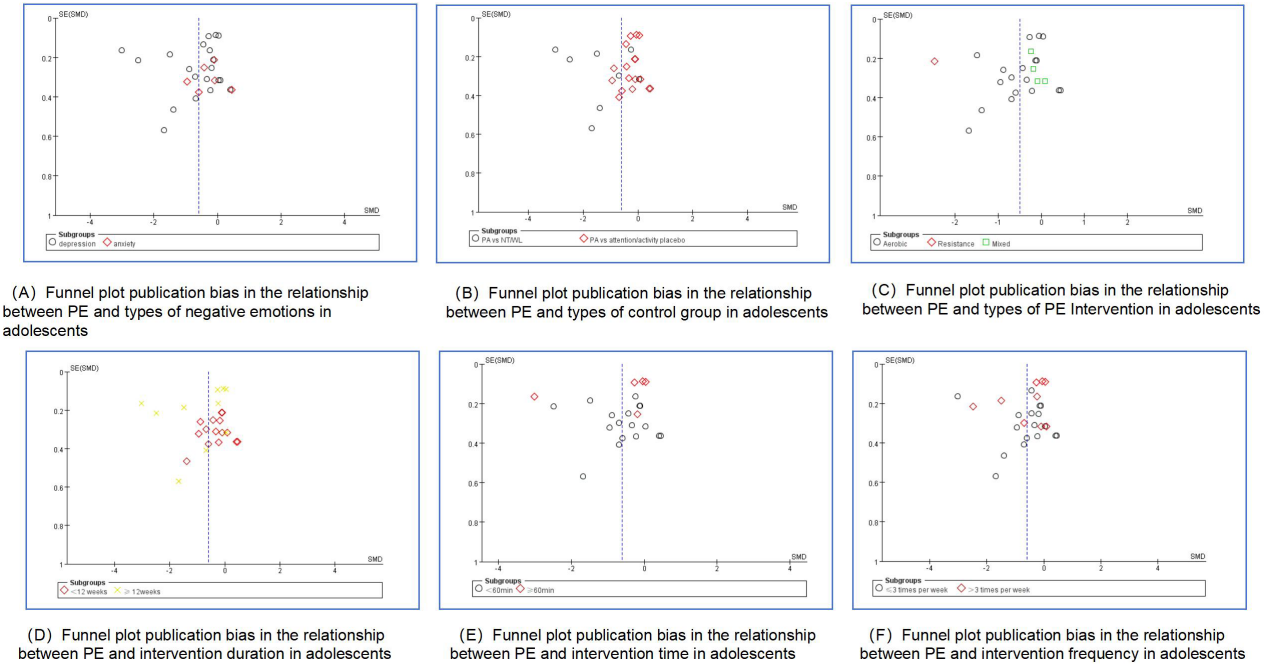 SE(SMD)
0
0.2
0.4
0.6
0.8
1
-4 -2 0 2 4
SMD
Subgroups
depression anxiety
(A) Funnel plot publication bias in the relationship
between PE and types of negative emotions in
adolescents
SE(SMD)
0
0.2
0.4
0.6
0.8
1
-4 -2 0 2 4
SMD
Subgroups
PA vs NT/WL PA vs attention/activity placebo
(B) Funnel plot publication bias in the relationship
between PE and types of control group in adolescents
SE(SMD)
0
0.2
0.4
0.6
0.8
1
-2 -1 0 1 2
SMD
Subgroups
Aerobic Resistance Mixed
(C) Funnel plot publication bias in the relationship
between PE and types of PE Intervention in adolescents
SE(SMD)
0
0.2
0.4
0.6
0.8
1
-4 -2 0 2 4
SMD
Subgroups
<12 weeks ≥12weeks
(D) Funnel plot publication bias in the relationship
between PE and intervention duration in adolescents
SE(SMD)
0
0.2
0.4
0.6
0.8
1
-4 -2 0 2 4
SMD
Subgroups
<60min ≥60min
(E) Funnel plot publication bias in the relationship
between PE and intervention time in adolescents
SE(SMD)
0
0.2
0.4
0.6
0.8
1
-4 -2 0 2 4
SMD
Subgroups
≤3 times per week >3 times per week
(F) Funnel plot publication bias in the relationship
between PE and intervention frequency in adolescents